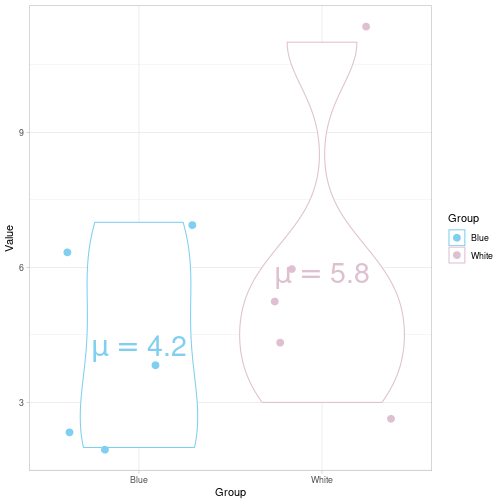 9
6
3
Value
μ = 4.2
μ = 5.8
Blue
White
Group
Group
Blue
White